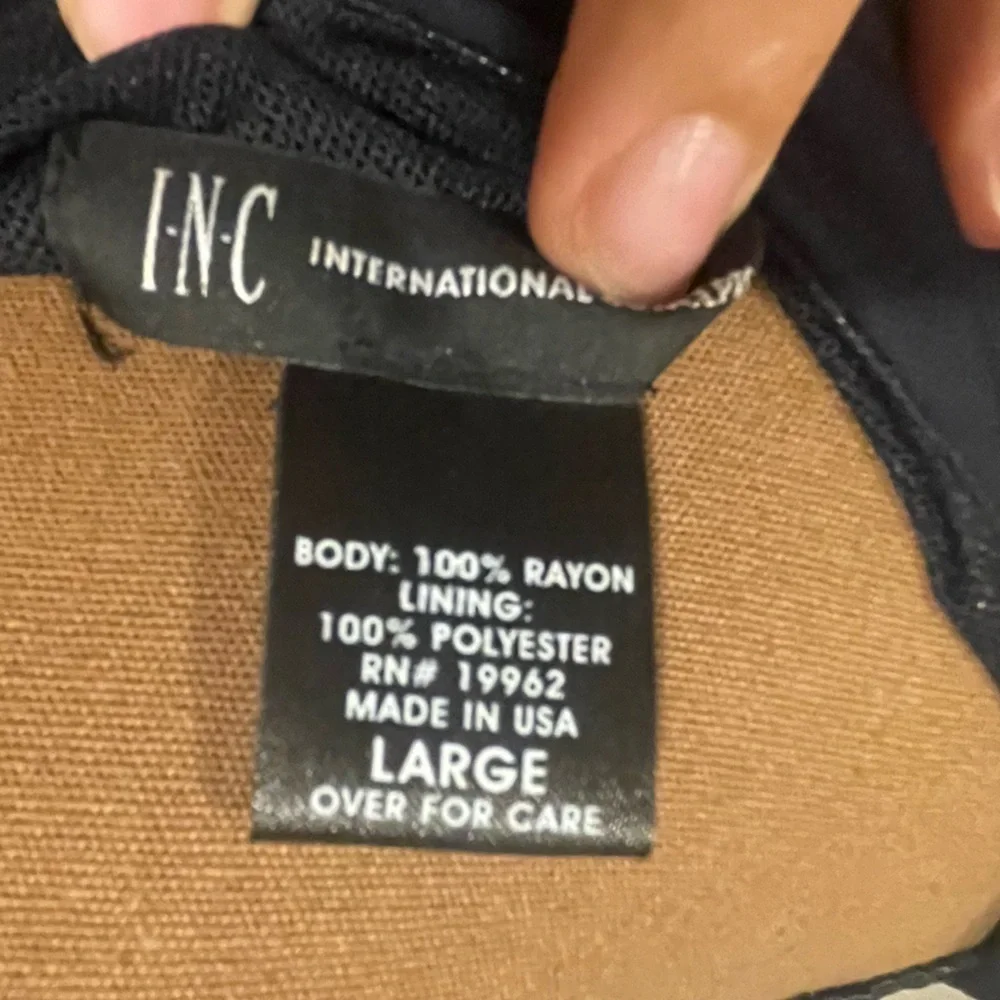 I·N·C INTERNATIONAL
BODY: 100% RAYON
LINING:
100% POLYESTER
RN# 19962
MADE IN USA
LARGE
OVER FOR CARE